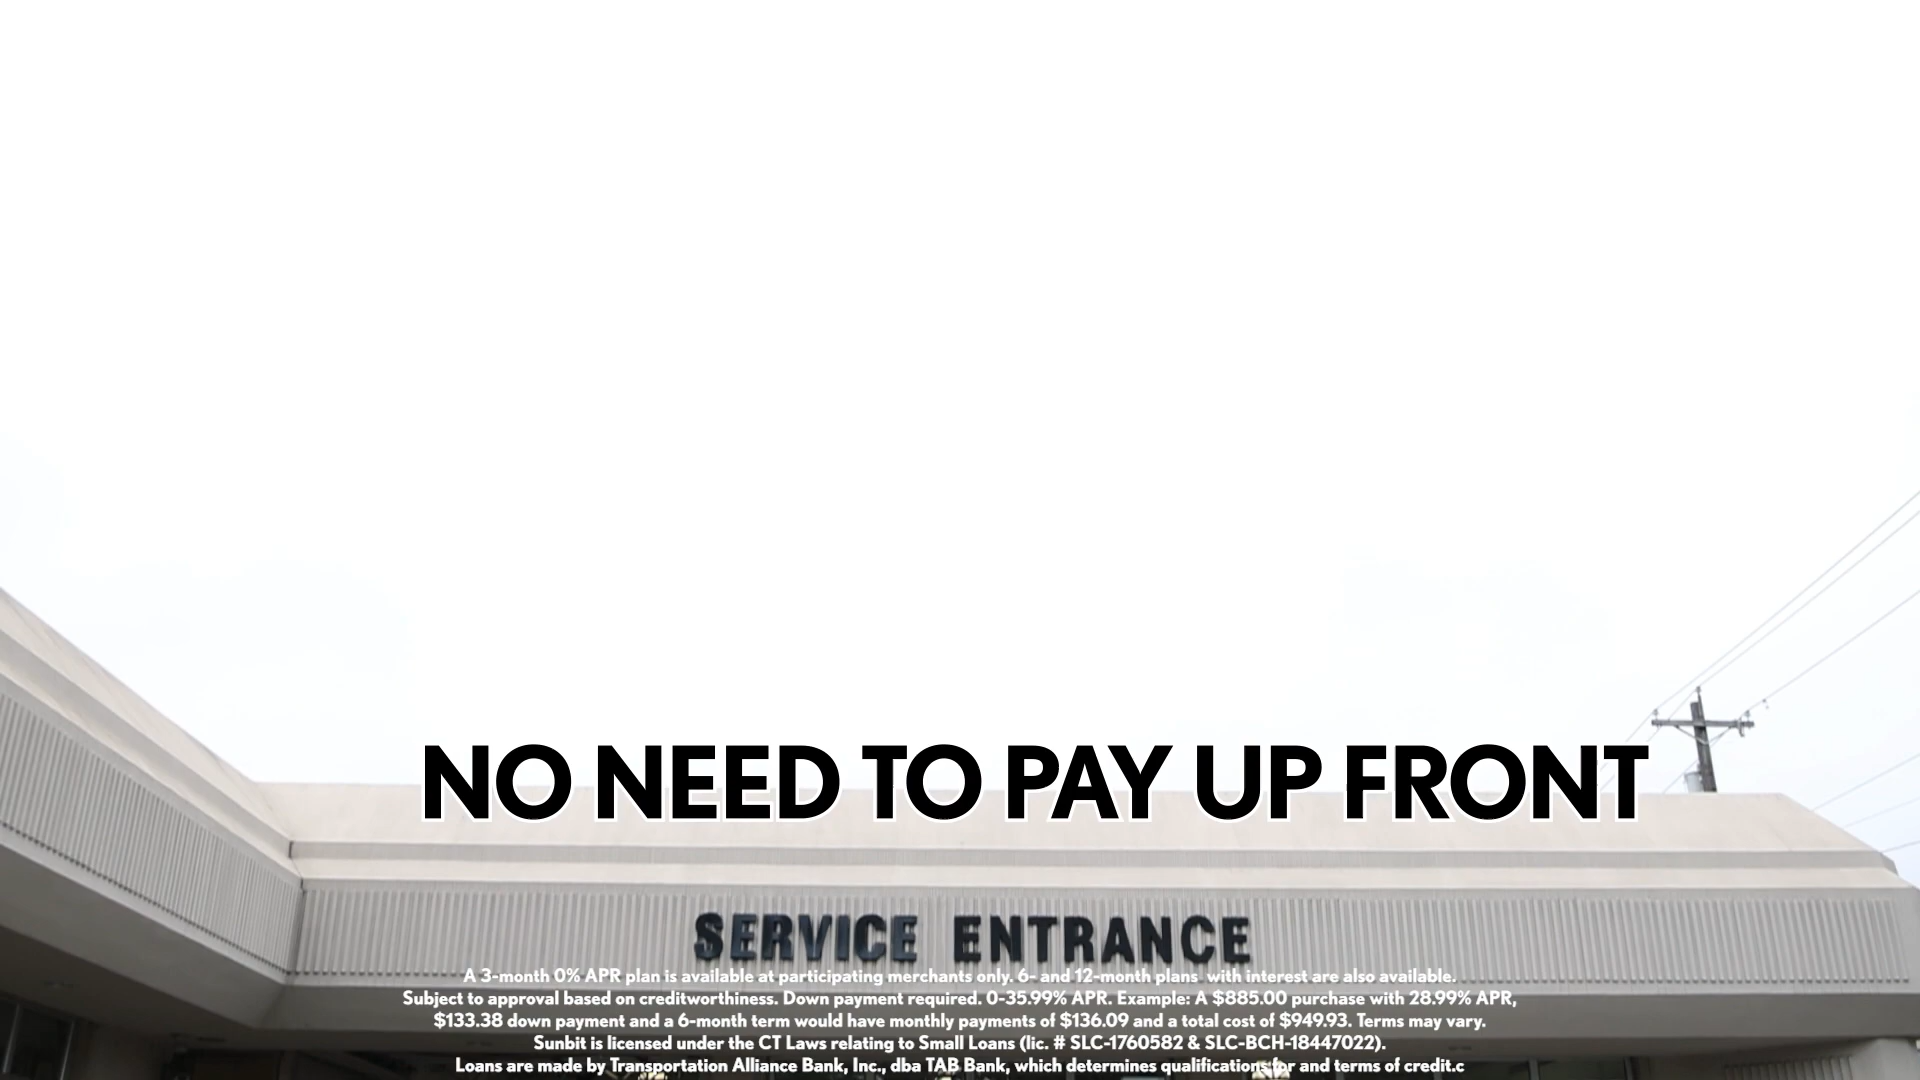 NO NEED TO PAY UP FRONT
SERVICE ENTRANCE
A 3-month 0% APR plan is available at participating merchants only. 6- and 12-month plans with interest are also available.
Subject to approval based on creditworthiness. Down payment required. 0-35.99% APR. Example: A $885.00 purchase with 28.99% APR,
$133.38 down payment and a 6-month term would have monthly payments of $136.09 and a total cost of $949.93. Terms may vary.
Sunbit is licensed under the CT Laws relating to Small Loans (lic. # SLC-1760582 & SLC-BCH-18447022).
Loans are made by Transportation Alliance Bank, Inc., dba TAB Bank, which determines qualifications for and terms of credit.c